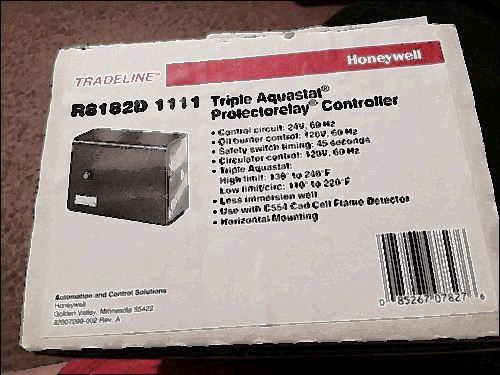 Honeywell
TRADELINE™
R8182D 1111 Triple Aquastat®
Protectorelay® Controller
• Control circuit: 24V, 60 Hz
• Oil burner control: 120V, 60 Hz
• Safety switch timing: 45 seconds
• Circulator control: 120V, 60 Hz
• Triple Aquastat:
High limit: 130° to 240°F
Low limit/circ: 110° to 220°F
• Less immersion well
• Use with C554 Cad Cell Flame Detector
• Horizontal Mounting
Automation and Control Solutions
Honeywell
Golden Valley, Minnesota 55422
Rev. A
0 85267 07827 6